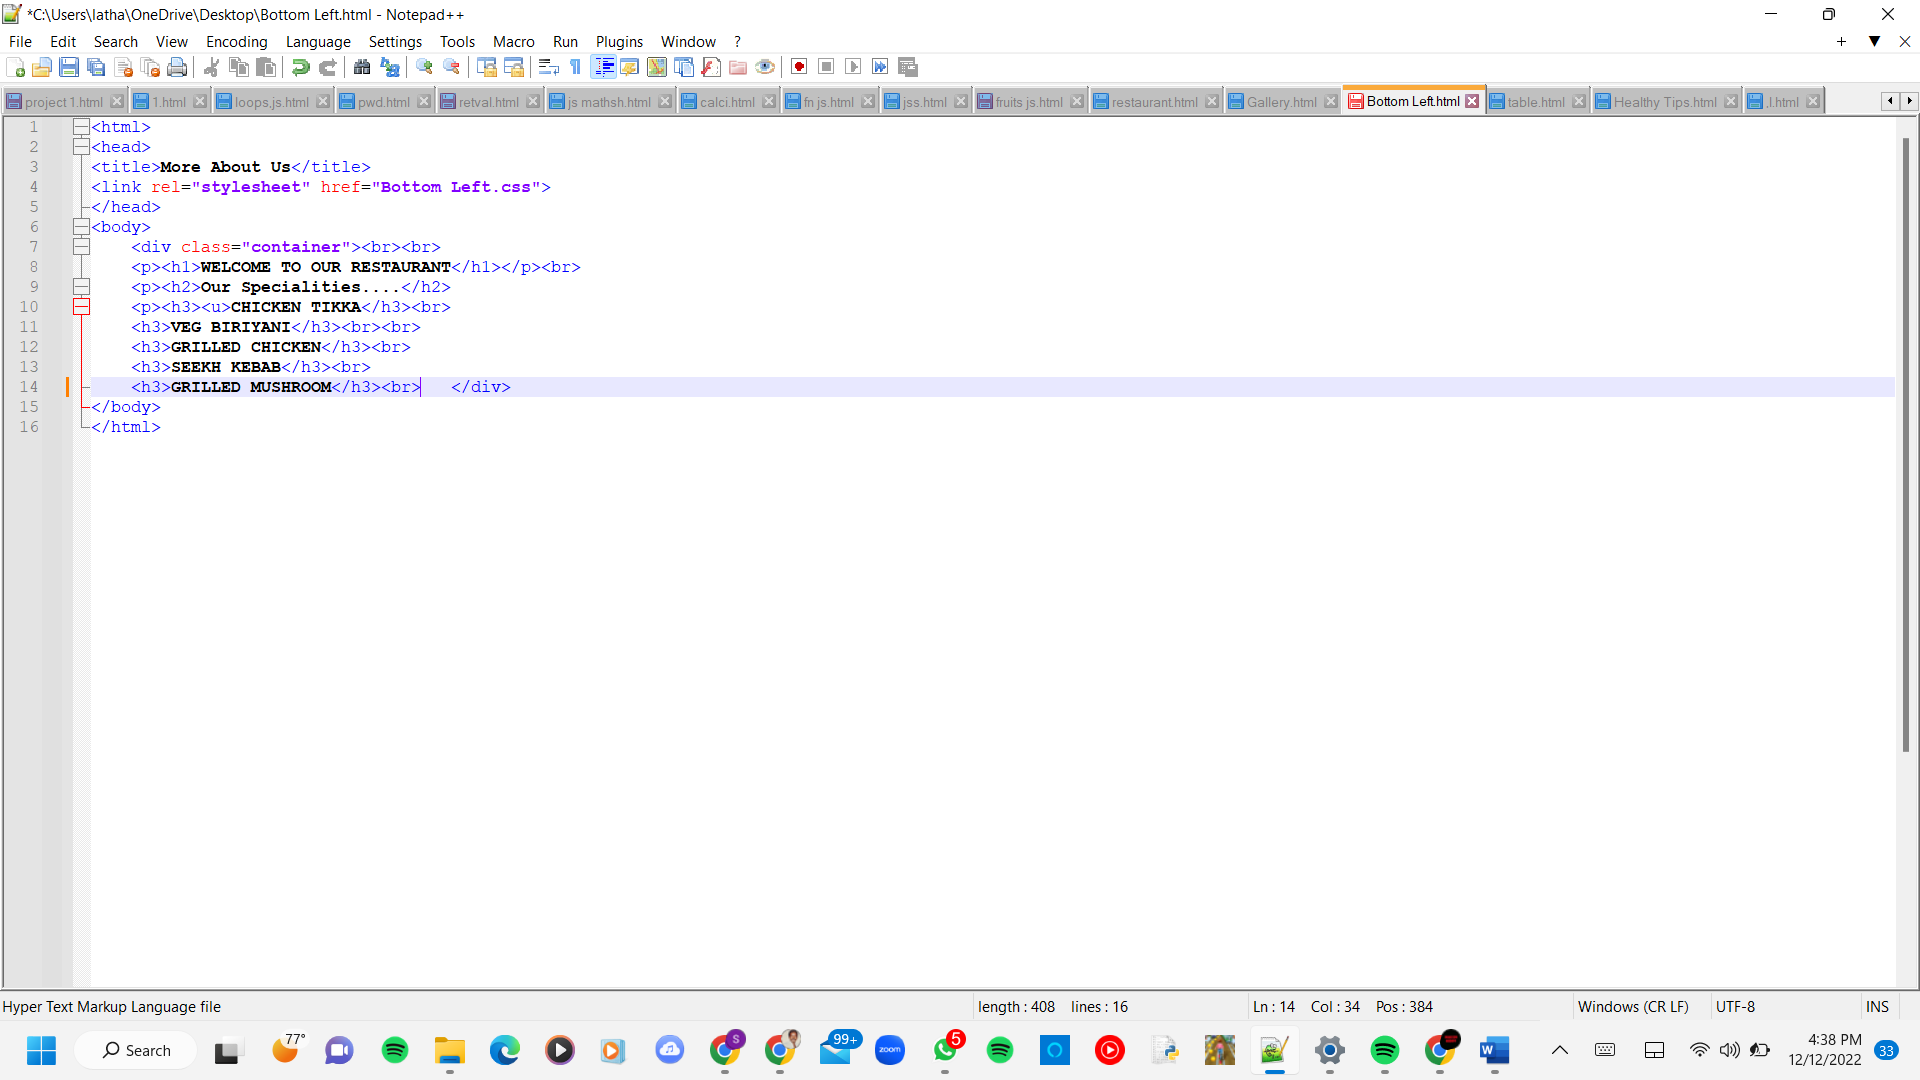 *C:\Users\latha\OneDrive\Desktop\Bottom Left.html - Notepad++
File Edit Search View Encoding Language Settings Tools Macro Run Plugins Window ?
project 1.html 1.html loops.js.html pwd.html retval.html js mathsh.html calci.html fn js.html jss.html fruits js.html restaurant.html Gallery.html Bottom Left.html table.html Healthy Tips.html ,l.html
1 <html>
2 <head>
3 <title>More About Us</title>
4 <link rel="stylesheet" href="Bottom Left.css">
5 </head>
6 <body>
7 <div class="container"><br><br>
8 <p><h1>WELCOME TO OUR RESTAURANT</h1></p><br>
9 <p><h2>Our Specialities....</h2>
10 <p><h3><u>CHICKEN TIKKA</h3><br>
11 <h3>VEG BIRIYANI</h3><br><br>
12 <h3>GRILLED CHICKEN</h3><br>
13 <h3>SEEKH KEBAB</h3><br>
14 <h3>GRILLED MUSHROOM</h3><br> </div>
15 </body>
16 </html>
Hyper Text Markup Language file length : 408 lines : 16 Ln : 14 Col : 34 Pos : 384 Windows (CR LF) UTF-8 INS
Search 77° S 99+ zoom 5 W 4:38 PM
12/12/2022 33